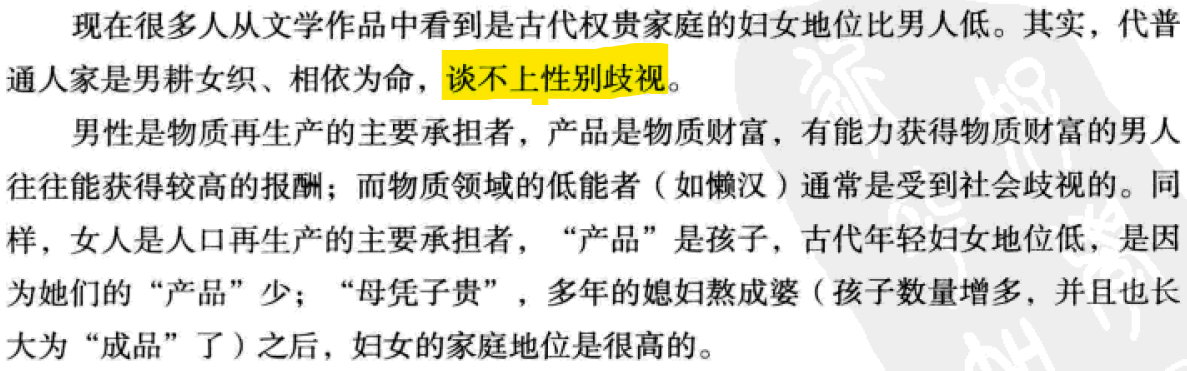 现在很多人从文学作品中看到是古代权贵家庭的妇女地位比男人低。其实，代普
通人家是男耕女织、相依为命，谈不上性别歧视。
男性是物质再生产的主要承担者，产品是物质财富，有能力获得物质财富的男人
往往能获得较高的报酬；而物质领域的低能者（如懒汉）通常是受到社会歧视的。同
样，女人是人口再生产的主要承担者，“产品”是孩子，古代年轻妇女地位低，是因
为她们的“产品”少；“母凭子贵”，多年的媳妇熬成婆（孩子数量增多，并且也长
大为“成品”了）之后，妇女的家庭地位是很高的。